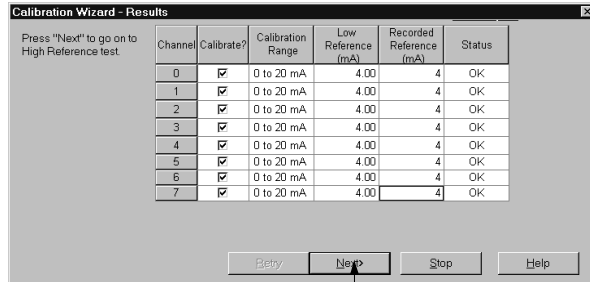 Calibration Wizard - Results
Press "Next" to go on to
High Reference test.
Channel Calibrate? Calibration Range Low Reference (mA) Recorded Reference (mA) Status
0 0 to 20 mA 4.00 4 OK
1 0 to 20 mA 4.00 4 OK
2 0 to 20 mA 4.00 4 OK
3 0 to 20 mA 4.00 4 OK
4 0 to 20 mA 4.00 4 OK
5 0 to 20 mA 4.00 4 OK
6 0 to 20 mA 4.00 4 OK
7 0 to 20 mA 4.00 4 OK
Retry Next> Stop Help